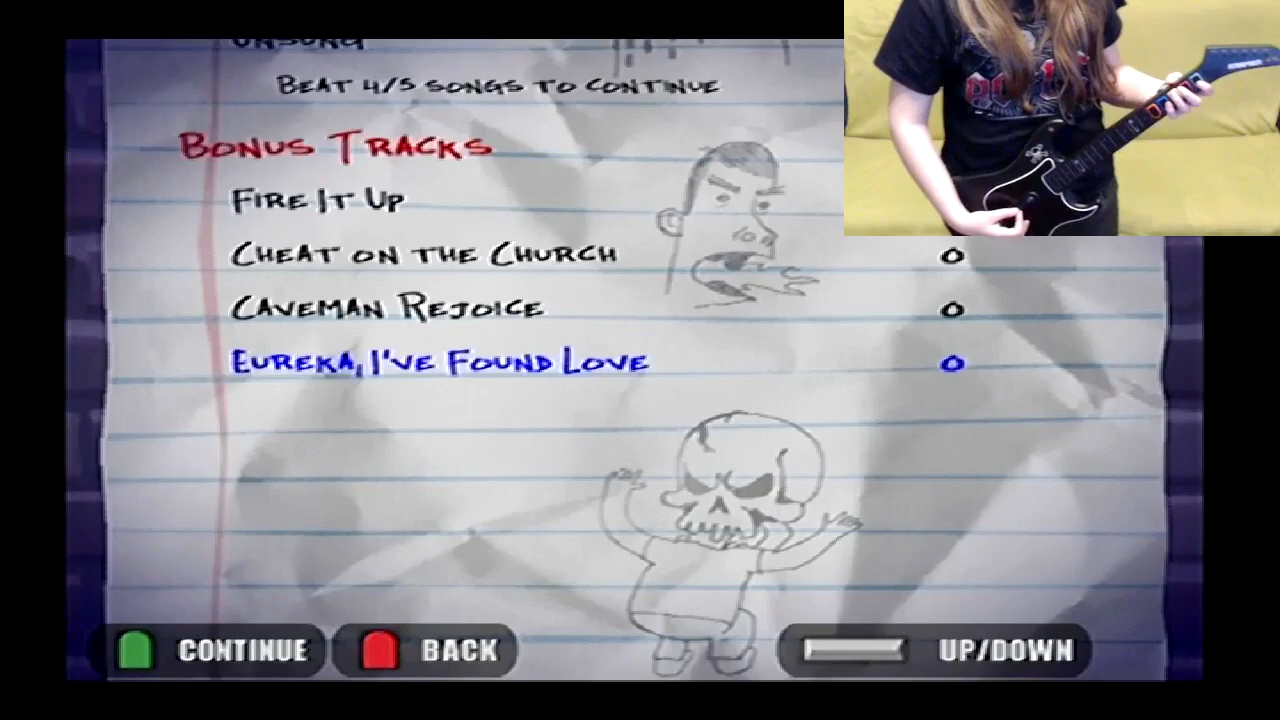 UNSUNG
BEAT 4/5 SONGS TO CONTINUE
BONUS TRACKS
FIRE IT UP
CHEAT ON THE CHURCH 0
CAVEMAN REJOICE 0
EUREKA, I'VE FOUND LOVE 0
CONTINUE BACK UP/DOWN